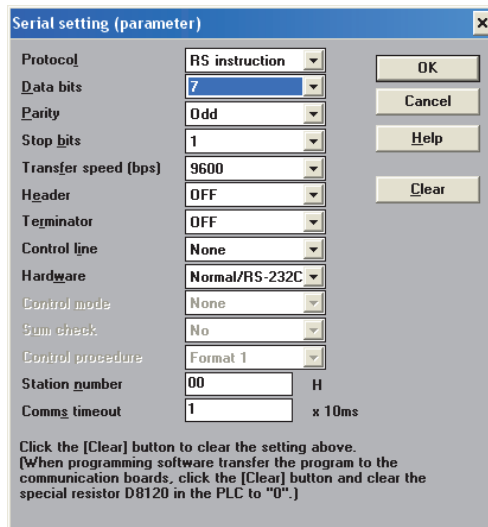 Serial setting (parameter)
Protocol RS instruction
OK
Data bits 7
Cancel
Parity Odd
Stop bits 1
Help
Transfer speed (bps) 9600
Header OFF
Clear
Terminator OFF
Control line None
Hardware Normal/RS-232C
Control mode None
Sum check No
Control procedure Format 1
Station number 00 H
Comms timeout 1 x 10ms
Click the [Clear] button to clear the setting above.
(When programming software transfer the program to the
communication boards, click the [Clear] button and clear the
special resistor D8120 in the PLC to "0".)